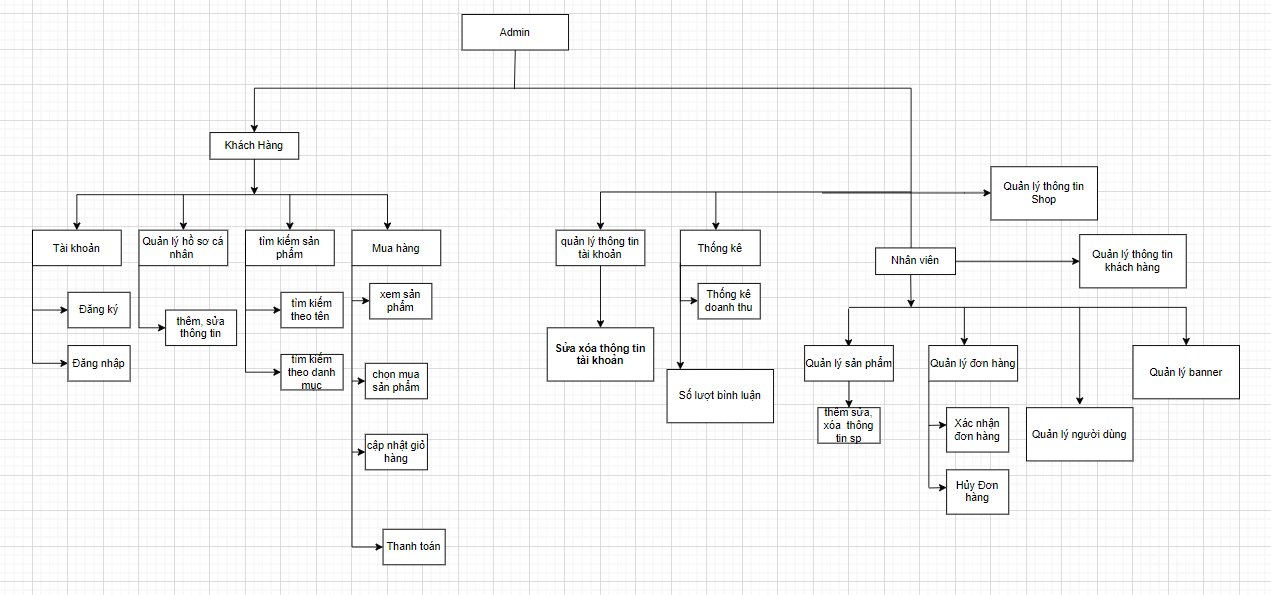 Admin
Khách Hàng
Quản lý thông tin
Shop
Tài khoản
Quản lý hồ sơ cá
nhân
tìm kiếm sản
phẩm
Mua hàng
quản lý thông tin
tài khoản
Thống kê
Nhân viên
Quản lý thông tin
khách hàng
Đăng ký
thêm, sửa
thông tin
tìm kiếm
theo tên
xem sản
phẩm
Thống kê
doanh thu
Đăng nhập
tìm kiếm
theo danh
mục
chọn mua
sản phẩm
Sửa xóa thông tin
tài khoản
Số lượt bình luận
Quản lý sản phẩm
Quản lý đơn hàng
Quản lý banner
thêm sửa,
xóa  thông
tin sp
Xác nhận
đơn hàng
Quản lý người dùng
cập nhật giỏ
hàng
Hủy Đơn
hàng
Thanh toán